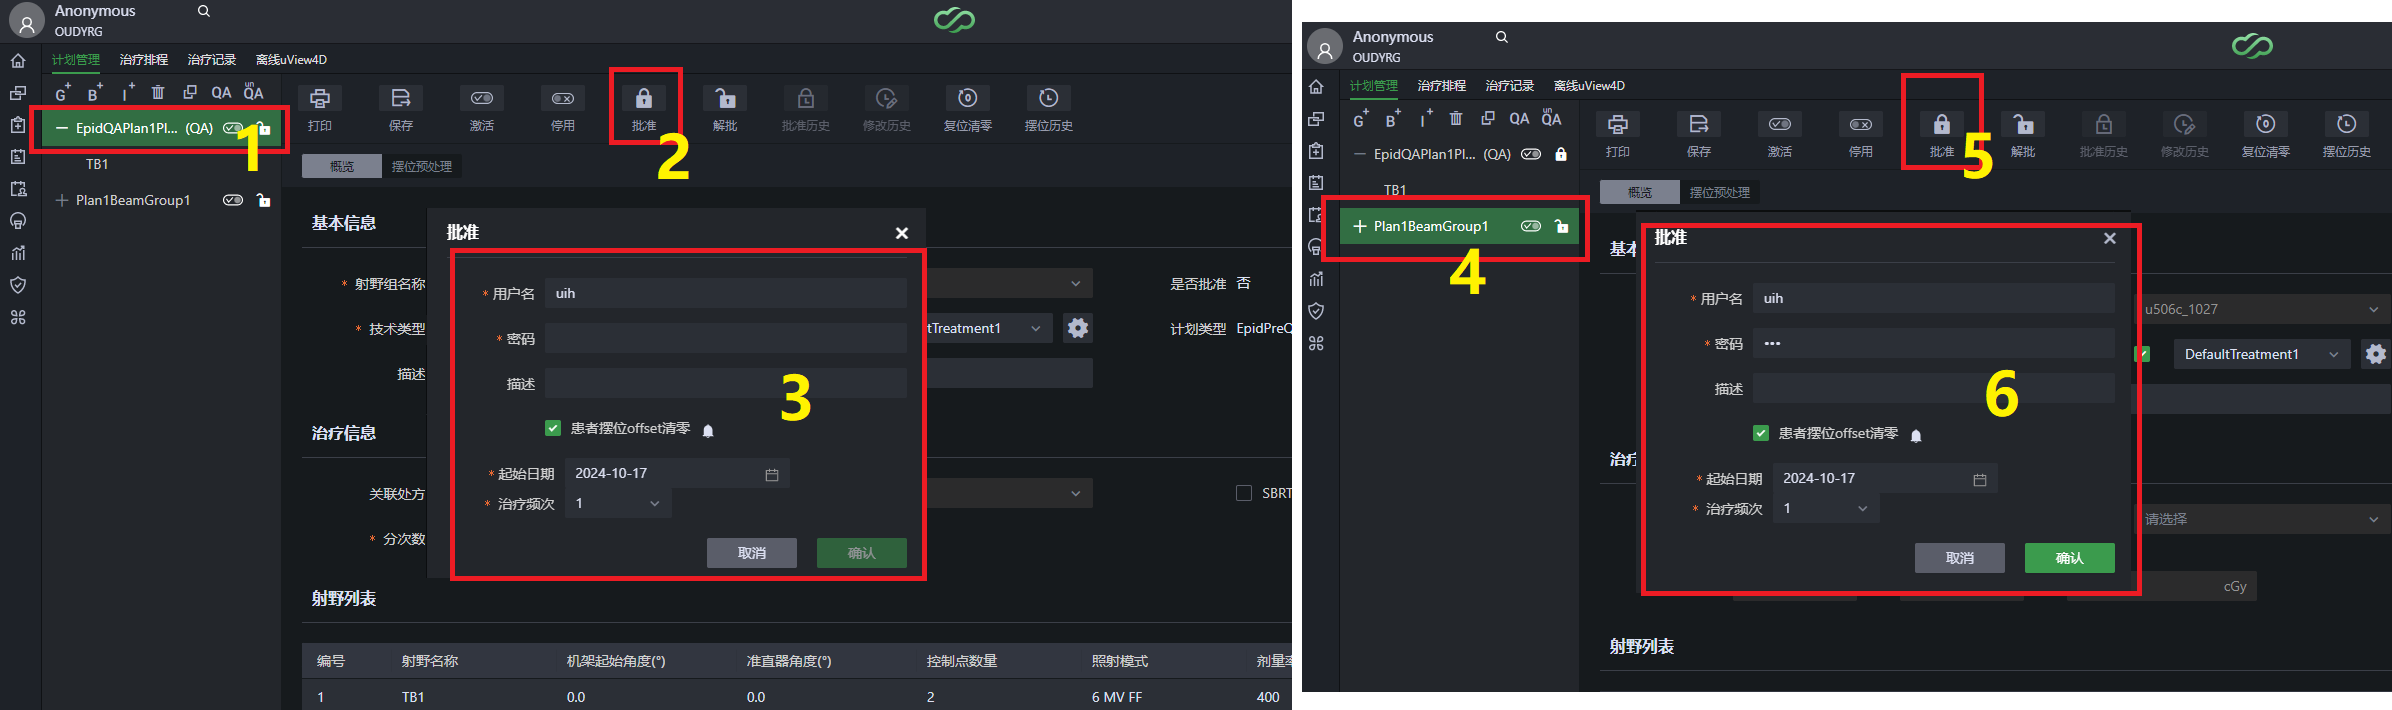 Anonymous
OUDYRG
计划管理 治疗排程 治疗记录 离线uView4D
G+ B+ I+ QA unQA
打印 保存 激活 停用 批准 解批 批准历史 修改历史 复位清零 摆位历史
EpidQAPlan1Pl... (QA)
1
2
TB1
Plan1BeamGroup1
概览 摆位预处理
基本信息
* 射野组名称
是否批准 否
* 技术类型
tTreatment1
计划类型 EpidPreQ
描述
治疗信息
关联处方
SBRT
* 分次数
批准
* 用户名 uih
* 密码
描述
3
患者摆位offset清零
* 起始日期 2024-10-17
* 治疗频次 1
取消 确认
射野列表
编号 射野名称 机架起始角度(°) 准直器角度(°) 控制点数量 照射模式 剂量率
1 TB1 0.0 0.0 2 6 MV FF 400
Anonymous
OUDYRG
计划管理 治疗排程 治疗记录 离线uView4D
G+ B+ I+ QA unQA
打印 保存 激活 停用 批准 解批 批准历史 修改历史 复位清零 摆位历史
5
EpidQAPlan1Pl... (QA)
TB1
Plan1BeamGroup1
4
概览 摆位预处理
基本
u506c_1027
DefaultTreatment1
治疗
请选择
cGy
批准
* 用户名 uih
* 密码 •••
描述
6
患者摆位offset清零
* 起始日期 2024-10-17
* 治疗频次 1
取消 确认
射野列表